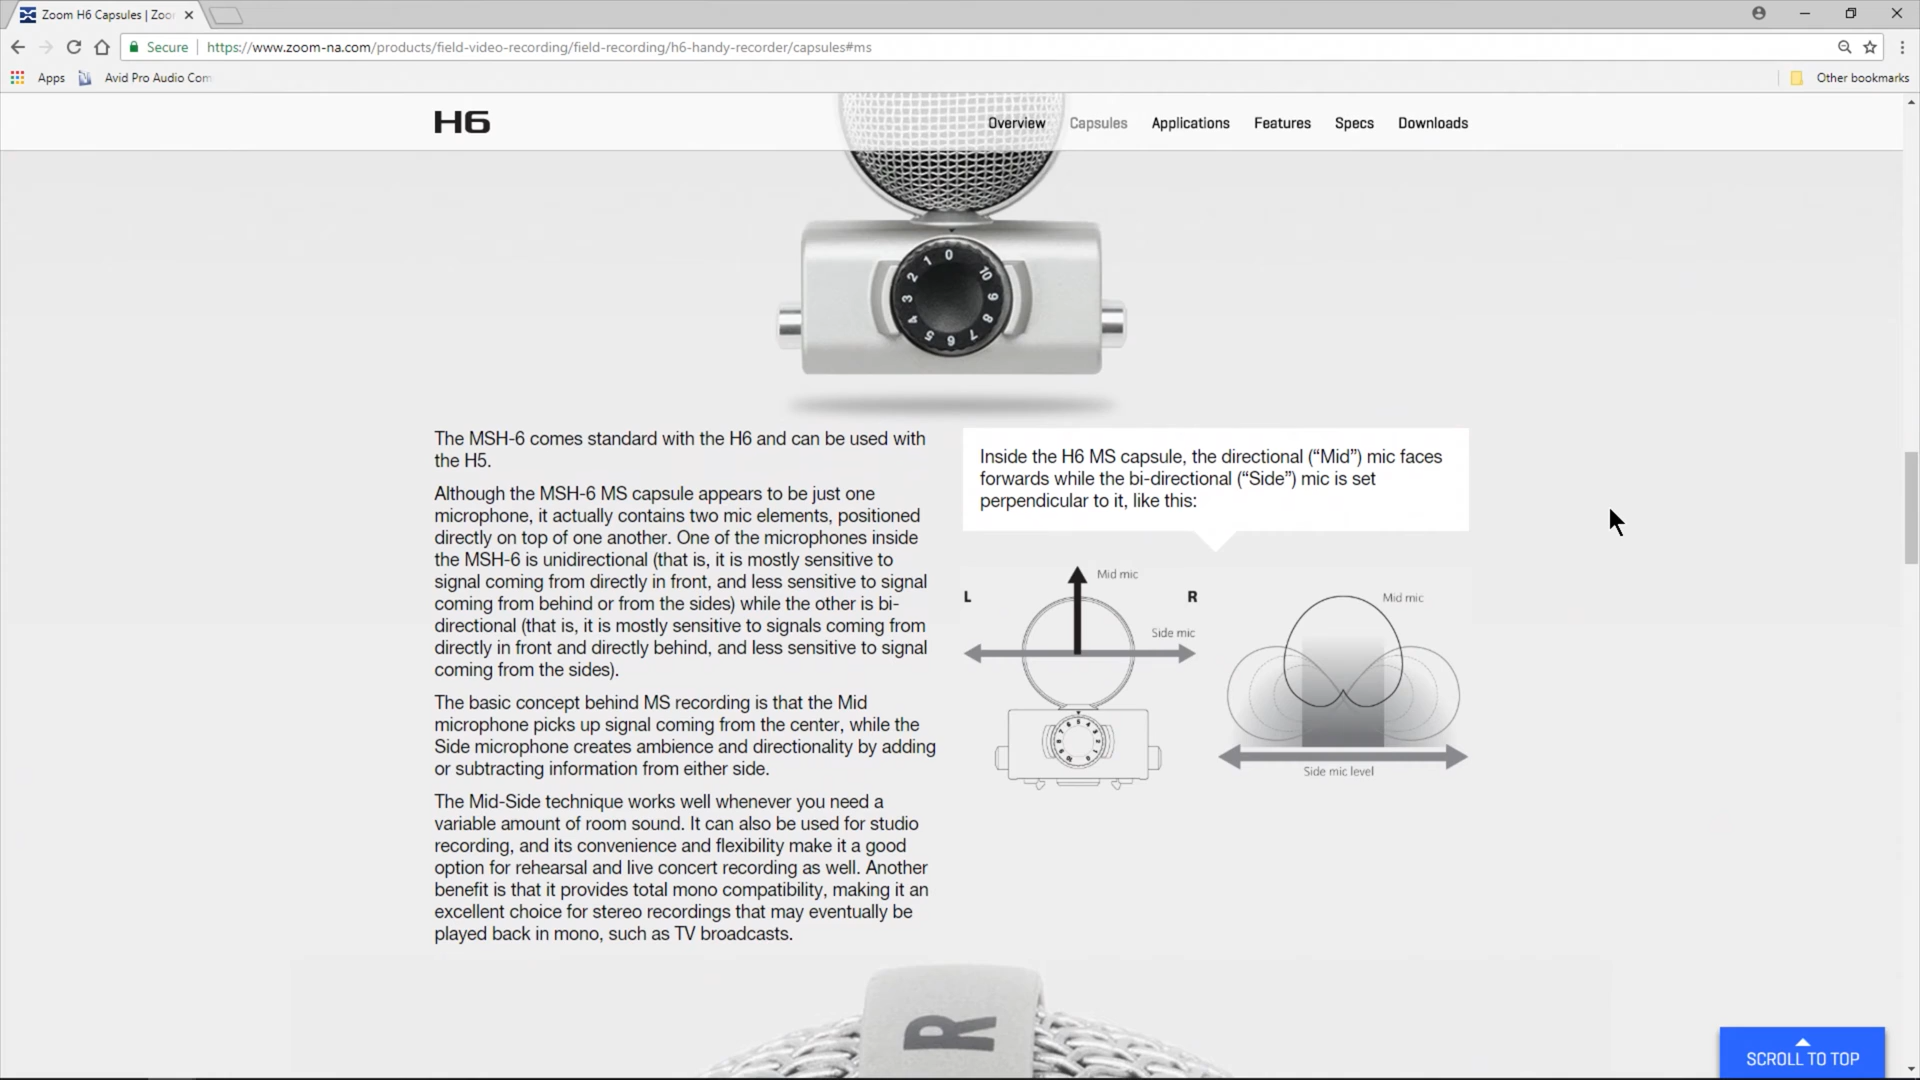 Zoom H6 Capsules | Zoo
Secure
https://www.zoom-na.com/products/field-video-recording/field-recording/h6-handy-recorder/capsules#ms
Apps
Avid Pro Audio Com
Other bookmarks
H6
Overview
Capsules
Applications
Features
Specs
Downloads
0
1
2
3
4
5
6
7
8
9
10
The MSH-6 comes standard with the H6 and can be used with
the H5.
Although the MSH-6 MS capsule appears to be just one
microphone, it actually contains two mic elements, positioned
directly on top of one another. One of the microphones inside
the MSH-6 is unidirectional (that is, it is mostly sensitive to
signal coming from directly in front, and less sensitive to signal
coming from behind or from the sides) while the other is bi-
directional (that is, it is mostly sensitive to signals coming from
directly in front and directly behind, and less sensitive to signal
coming from the sides).
The basic concept behind MS recording is that the Mid
microphone picks up signal coming from the center, while the
Side microphone creates ambience and directionality by adding
or subtracting information from either side.
The Mid-Side technique works well whenever you need a
variable amount of room sound. It can also be used for studio
recording, and its convenience and flexibility make it a good
option for rehearsal and live concert recording as well. Another
benefit is that it provides total mono compatibility, making it an
excellent choice for stereo recordings that may eventually be
played back in mono, such as TV broadcasts.
Inside the H6 MS capsule, the directional (“Mid”) mic faces
forwards while the bi-directional (“Side”) mic is set
perpendicular to it, like this:
Mid mic
L
R
Side mic
Mid mic
Side mic level
R
SCROLL TO TOP